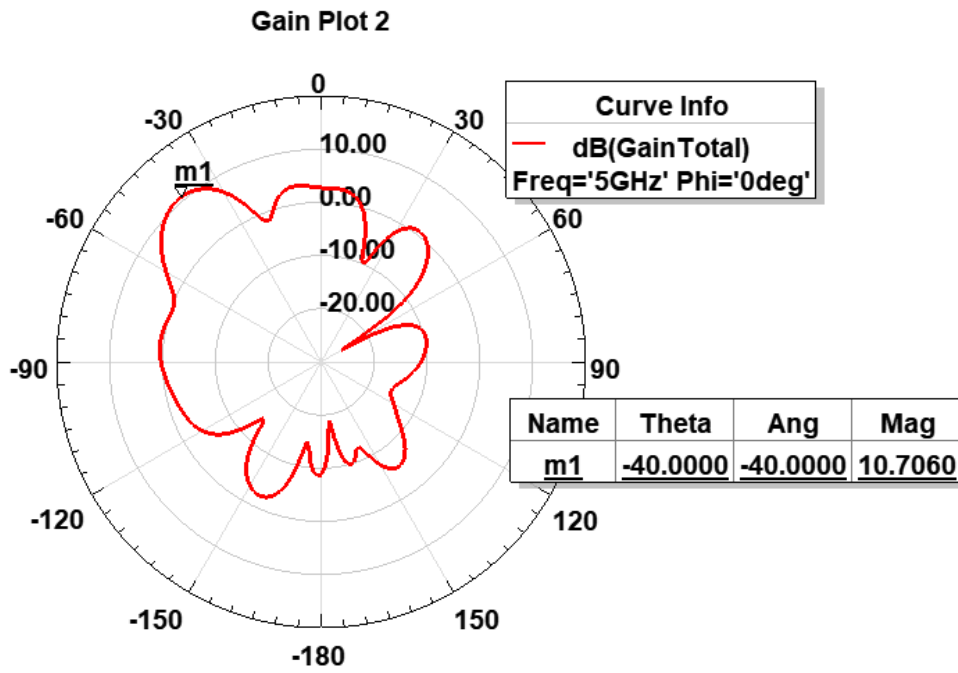 Gain Plot 2
0
-30
30
-60
60
-90
90
-120
120
-150
150
-180
10.00
0.00
-10.00
-20.00
m1
Curve Info
dB(GainTotal)
Freq='5GHz' Phi='0deg'
Name Theta Ang Mag
m1 -40.0000 -40.0000 10.7060